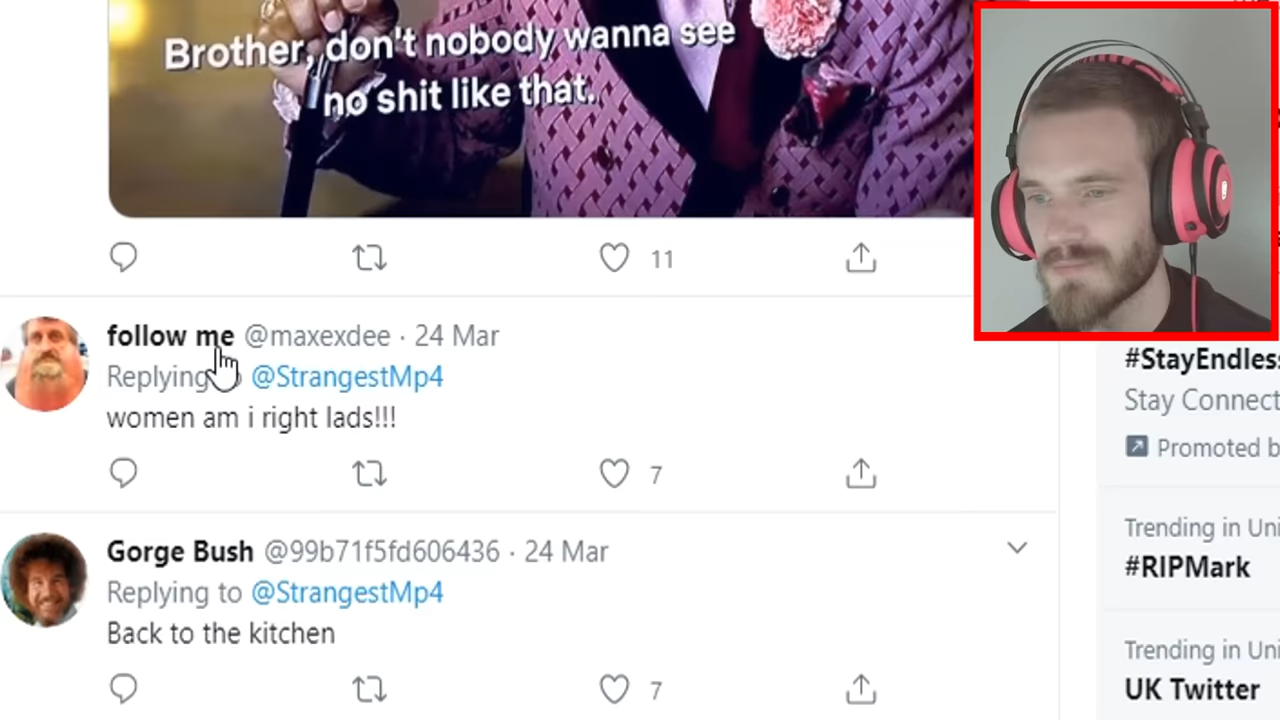 Brother, don't nobody wanna see
no shit like that.
11
follow me @maxexdee · 24 Mar
Replying @StrangestMp4
women am i right lads!!!
7
Gorge Bush @99b71f5fd606436 · 24 Mar
Replying to @StrangestMp4
Back to the kitchen
7
#StayEndless
Stay Connect
Promoted b
Trending in Uni
#RIPMark
Trending in Uni
UK Twitter